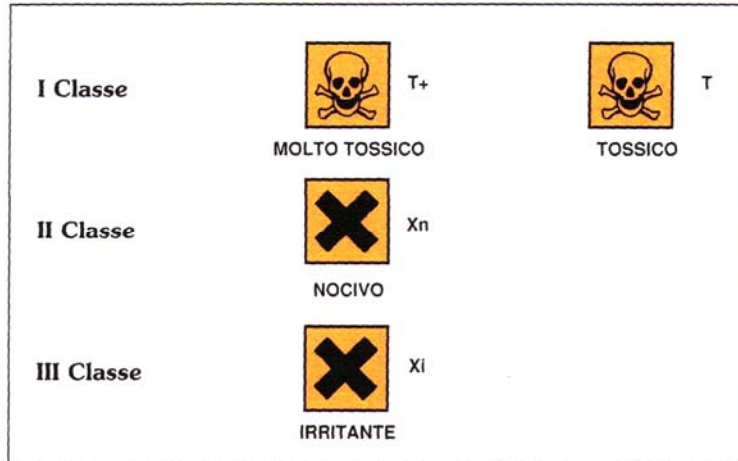 I Classe
T+
T
MOLTO TOSSICO
TOSSICO
II Classe
Xn
NOCIVO
III Classe
Xi
IRRITANTE